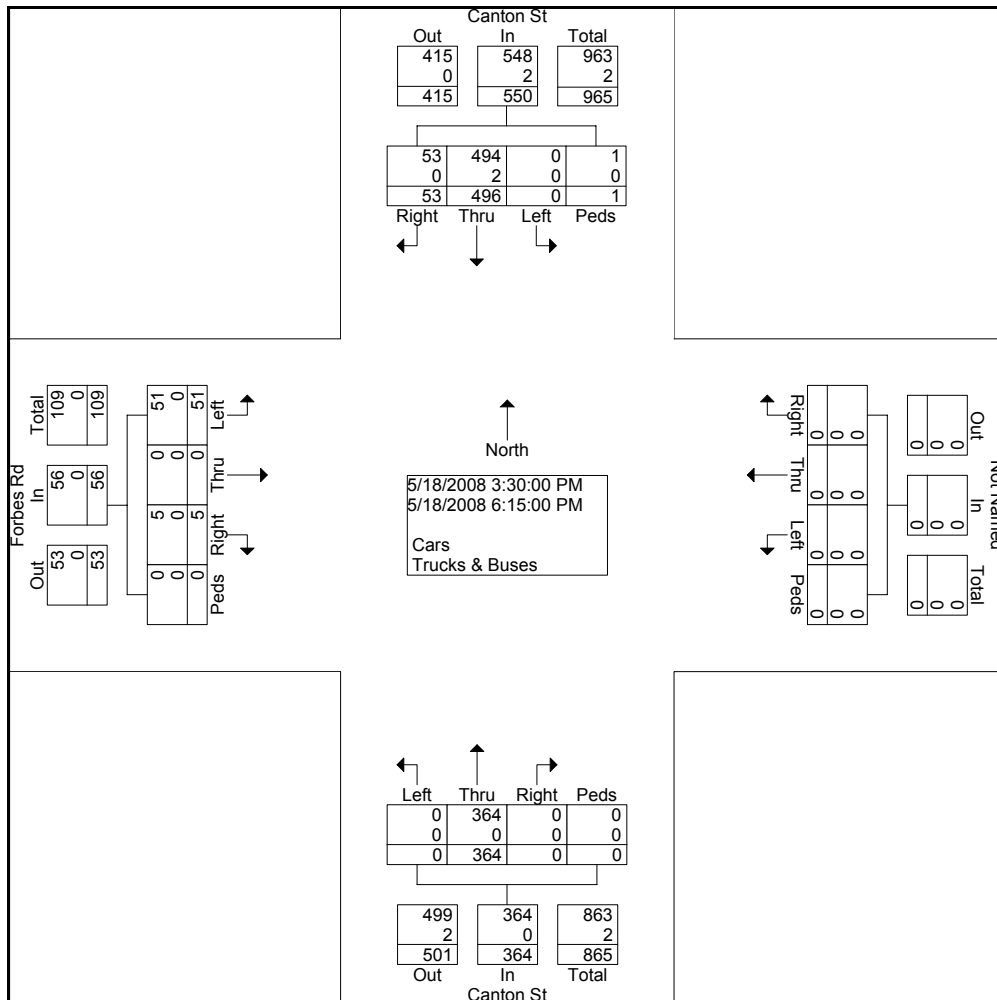 Canton St
Out In Total
415 548 963
0 2 2
415 550 965
53 494 0 1
0 2 0 0
53 496 0 1
Right Thru Left Peds
Forbes Rd
Total In Out
109 56 53
0 0 0
109 56 53
51 0 5 0
0 0 0 0
51 0 5 0
Left Thru Right Peds
North
5/18/2008 3:30:00 PM
5/18/2008 6:15:00 PM
Cars
Trucks & Buses
Right Thru Left Peds
0 0 0 0
0 0 0 0
0 0 0 0
Out In Total
0 0 0
0 0 0
0 0 0
Not Named
Left Thru Right Peds
0 364 0 0
0 0 0 0
0 364 0 0
499 364 863
2 0 2
501 364 865
Out In Total
Canton St